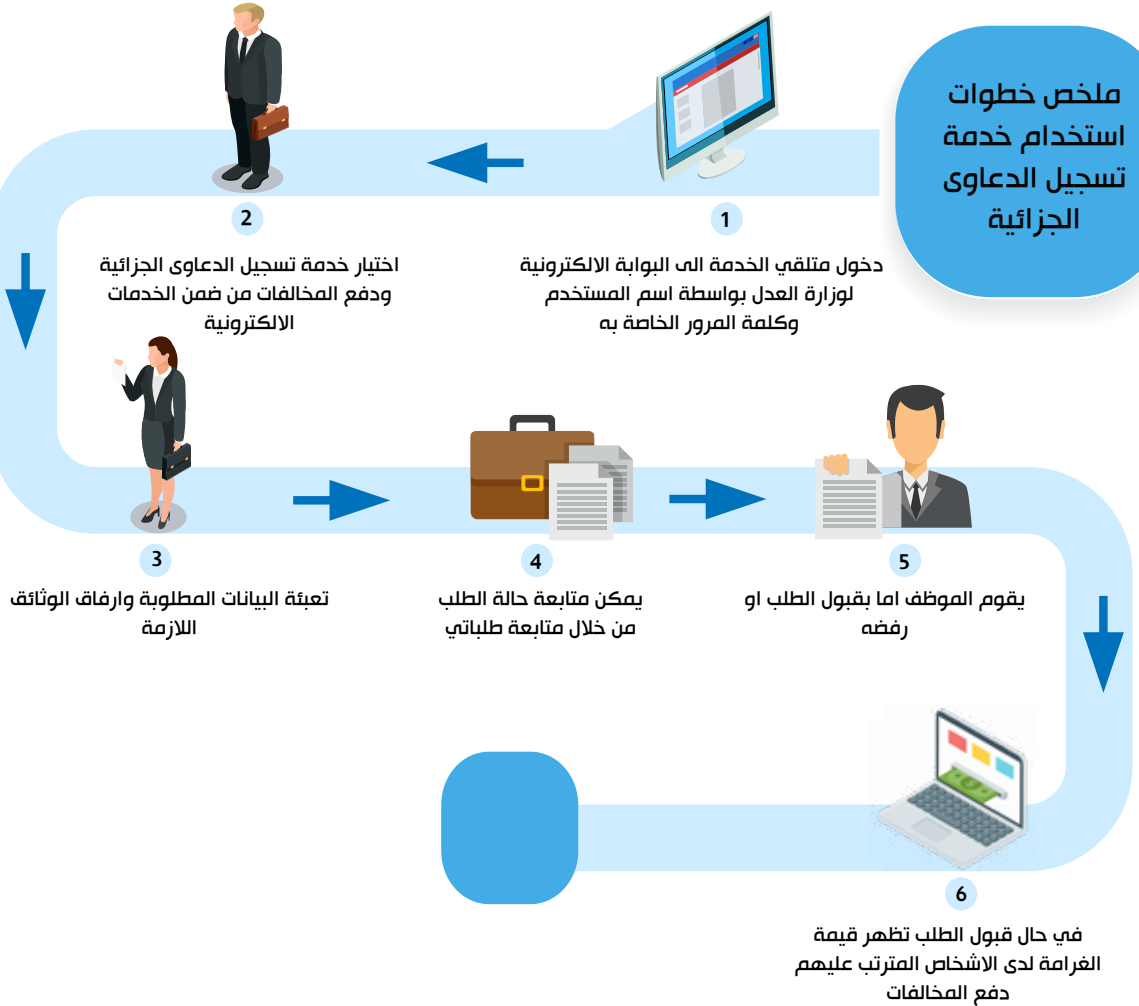 ملخص خطوات
استخدام خدمة
تسجيل الدعاوى
الجزائية
1
دخول متلقي الخدمة الى البوابة الالكترونية
لوزارة العدل بواسطة اسم المستخدم
وكلمة المرور الخاصة به
2
اختيار خدمة تسجيل الدعاوى الجزائية
ودفع المخالفات من ضمن الخدمات
الالكترونية
3
تعبئة البيانات المطلوبة وارفاق الوثائق
اللازمة
4
يمكن متابعة حالة الطلب
من خلال متابعة طلباتي
5
يقوم الموظف اما بقبول الطلب او
رفضه
6
في حال قبول الطلب تظهر قيمة
الغرامة لدى الاشخاص المترتب عليهم
دفع المخالفات